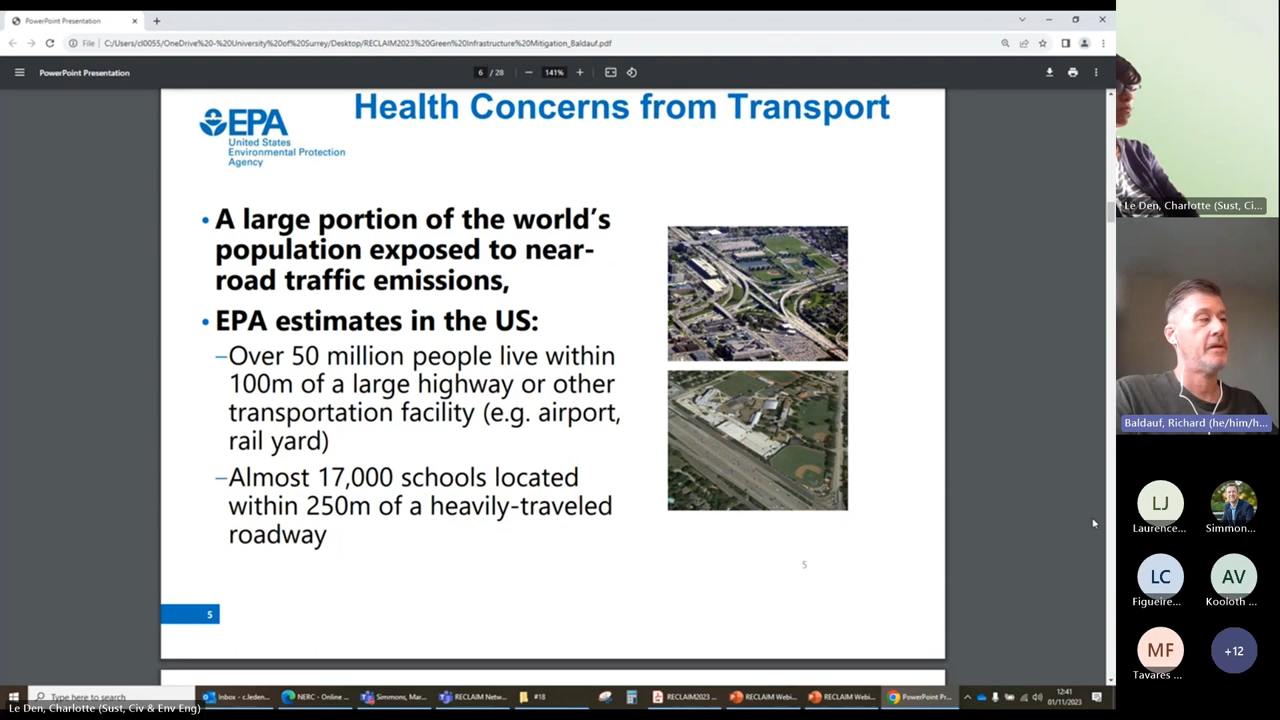 PowerPoint Presentation
File
C:/Users/cl0055/OneDrive%20-%20University%20of%20Surrey/Desktop/RECLAIM2023%20Green%20Infrastructure%20Mitigation_Baldauf.pdf
PowerPoint Presentation
6 / 28
141%
Health Concerns from Transport
EPA
United States
Environmental Protection
Agency
• A large portion of the world's
population exposed to near-
road traffic emissions,
• EPA estimates in the US:
–Over 50 million people live within
100m of a large highway or other
transportation facility (e.g. airport,
rail yard)
–Almost 17,000 schools located
within 250m of a heavily-traveled
roadway
5
5
Le Den, Charlotte (Sust, Ci...
Baldauf, Richard (he/him/h...
LJ
Laurence...
Simmon...
LC
Figueire...
AV
Kooloth ...
MF
Tavares ...
+12
Type here to search
Inbox - c.leden...
NERC - Online ...
Simmons, Mar...
RECLAIM Netw...
#18
RECLAIM2023 ...
RECLAIM Webi...
RECLAIM Webi...
PowerPoint Pr...
12:41
01/11/2023
Le Den, Charlotte (Sust, Civ & Env Eng)